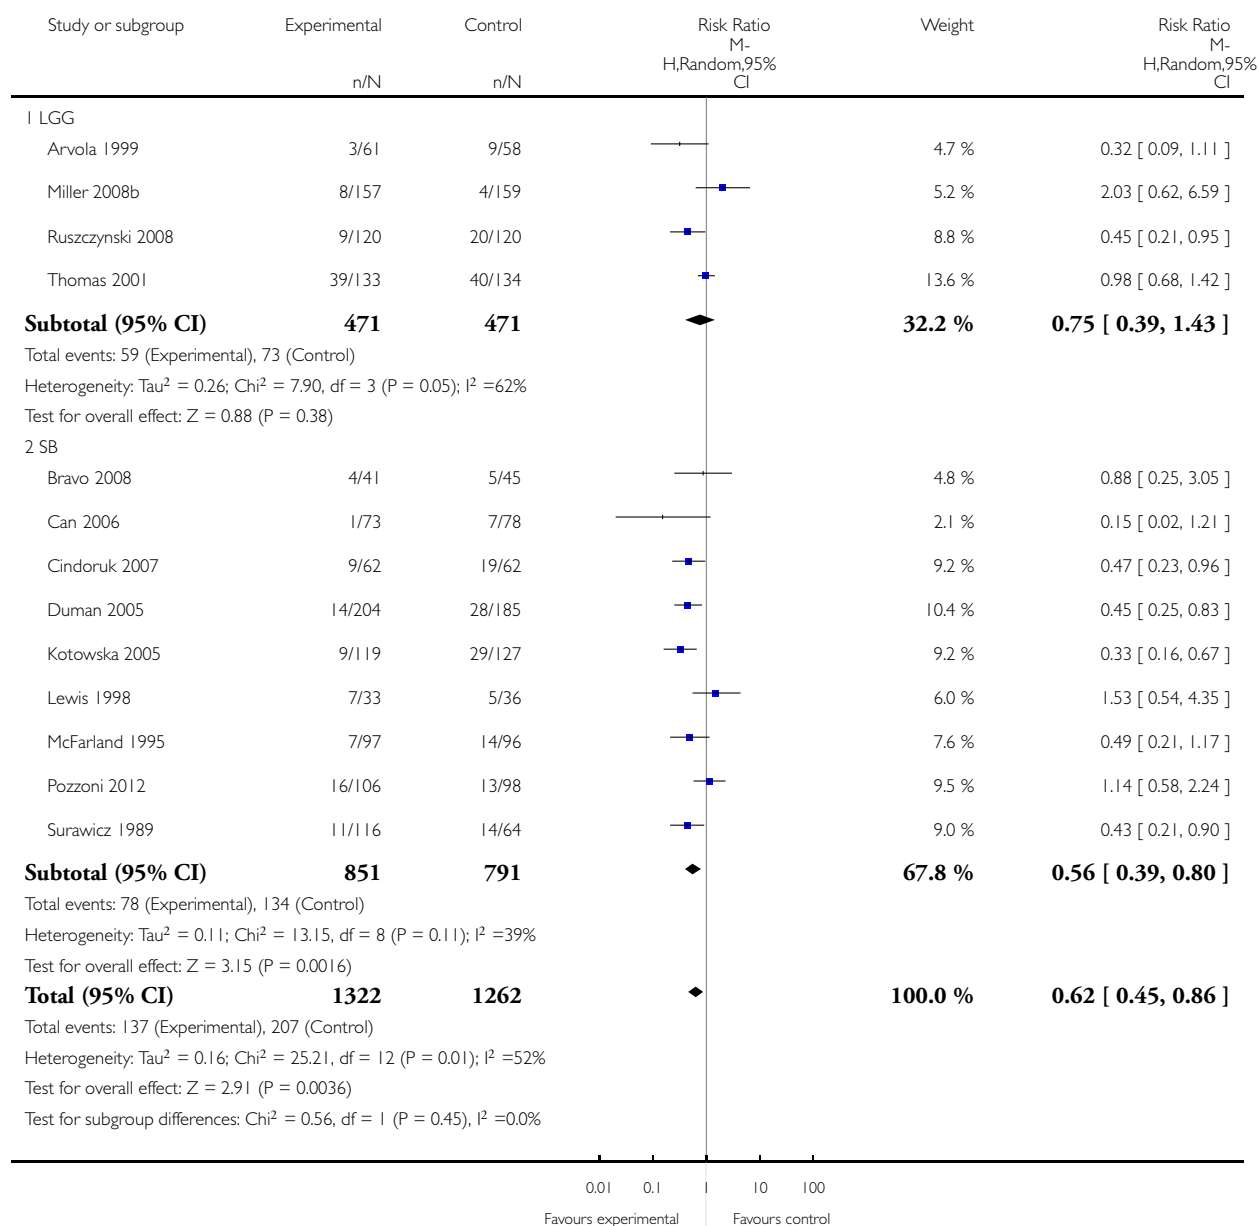 Study or subgroup Experimental Control Risk Ratio Weight Risk Ratio
M- M-
H,Random,95% H,Random,95%
n/N n/N CI CI
1 LGG
Arvola 1999 3/61 9/58 4.7 % 0.32 [ 0.09, 1.11 ]
Miller 2008b 8/157 4/159 5.2 % 2.03 [ 0.62, 6.59 ]
Ruszczynski 2008 9/120 20/120 8.8 % 0.45 [ 0.21, 0.95 ]
Thomas 2001 39/133 40/134 13.6 % 0.98 [ 0.68, 1.42 ]
Subtotal (95% CI) 471 471 32.2 % 0.75 [ 0.39, 1.43 ]
Total events: 59 (Experimental), 73 (Control)
Heterogeneity: Tau² = 0.26; Chi² = 7.90, df = 3 (P = 0.05); I² =62%
Test for overall effect: Z = 0.88 (P = 0.38)
2 SB
Bravo 2008 4/41 5/45 4.8 % 0.88 [ 0.25, 3.05 ]
Can 2006 1/73 7/78 2.1 % 0.15 [ 0.02, 1.21 ]
Cindoruk 2007 9/62 19/62 9.2 % 0.47 [ 0.23, 0.96 ]
Duman 2005 14/204 28/185 10.4 % 0.45 [ 0.25, 0.83 ]
Kotowska 2005 9/119 29/127 9.2 % 0.33 [ 0.16, 0.67 ]
Lewis 1998 7/33 5/36 6.0 % 1.53 [ 0.54, 4.35 ]
McFarland 1995 7/97 14/96 7.6 % 0.49 [ 0.21, 1.17 ]
Pozzoni 2012 16/106 13/98 9.5 % 1.14 [ 0.58, 2.24 ]
Surawicz 1989 11/116 14/64 9.0 % 0.43 [ 0.21, 0.90 ]
Subtotal (95% CI) 851 791 67.8 % 0.56 [ 0.39, 0.80 ]
Total events: 78 (Experimental), 134 (Control)
Heterogeneity: Tau² = 0.11; Chi² = 13.15, df = 8 (P = 0.11); I² =39%
Test for overall effect: Z = 3.15 (P = 0.0016)
Total (95% CI) 1322 1262 100.0 % 0.62 [ 0.45, 0.86 ]
Total events: 137 (Experimental), 207 (Control)
Heterogeneity: Tau² = 0.16; Chi² = 25.21, df = 12 (P = 0.01); I² =52%
Test for overall effect: Z = 2.91 (P = 0.0036)
Test for subgroup differences: Chi² = 0.56, df = 1 (P = 0.45), I² =0.0%
0.01 0.1 1 10 100
Favours experimental Favours control